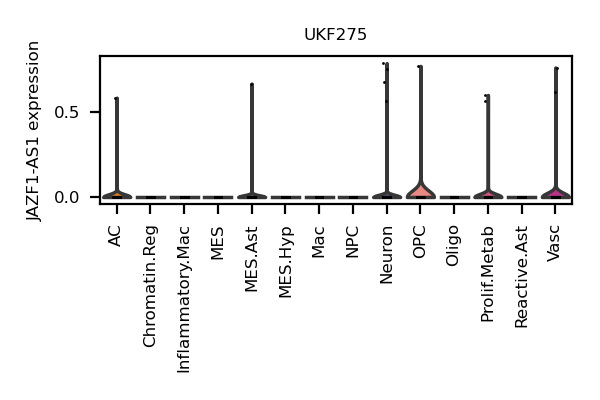 UKF275
JAZF1-AS1 expression
0.5
0.0
AC
Chromatin.Reg
Inflammatory.Mac
MES
MES.Ast
MES.Hyp
Mac
NPC
Neuron
OPC
Oligo
Prolif.Metab
Reactive.Ast
Vasc